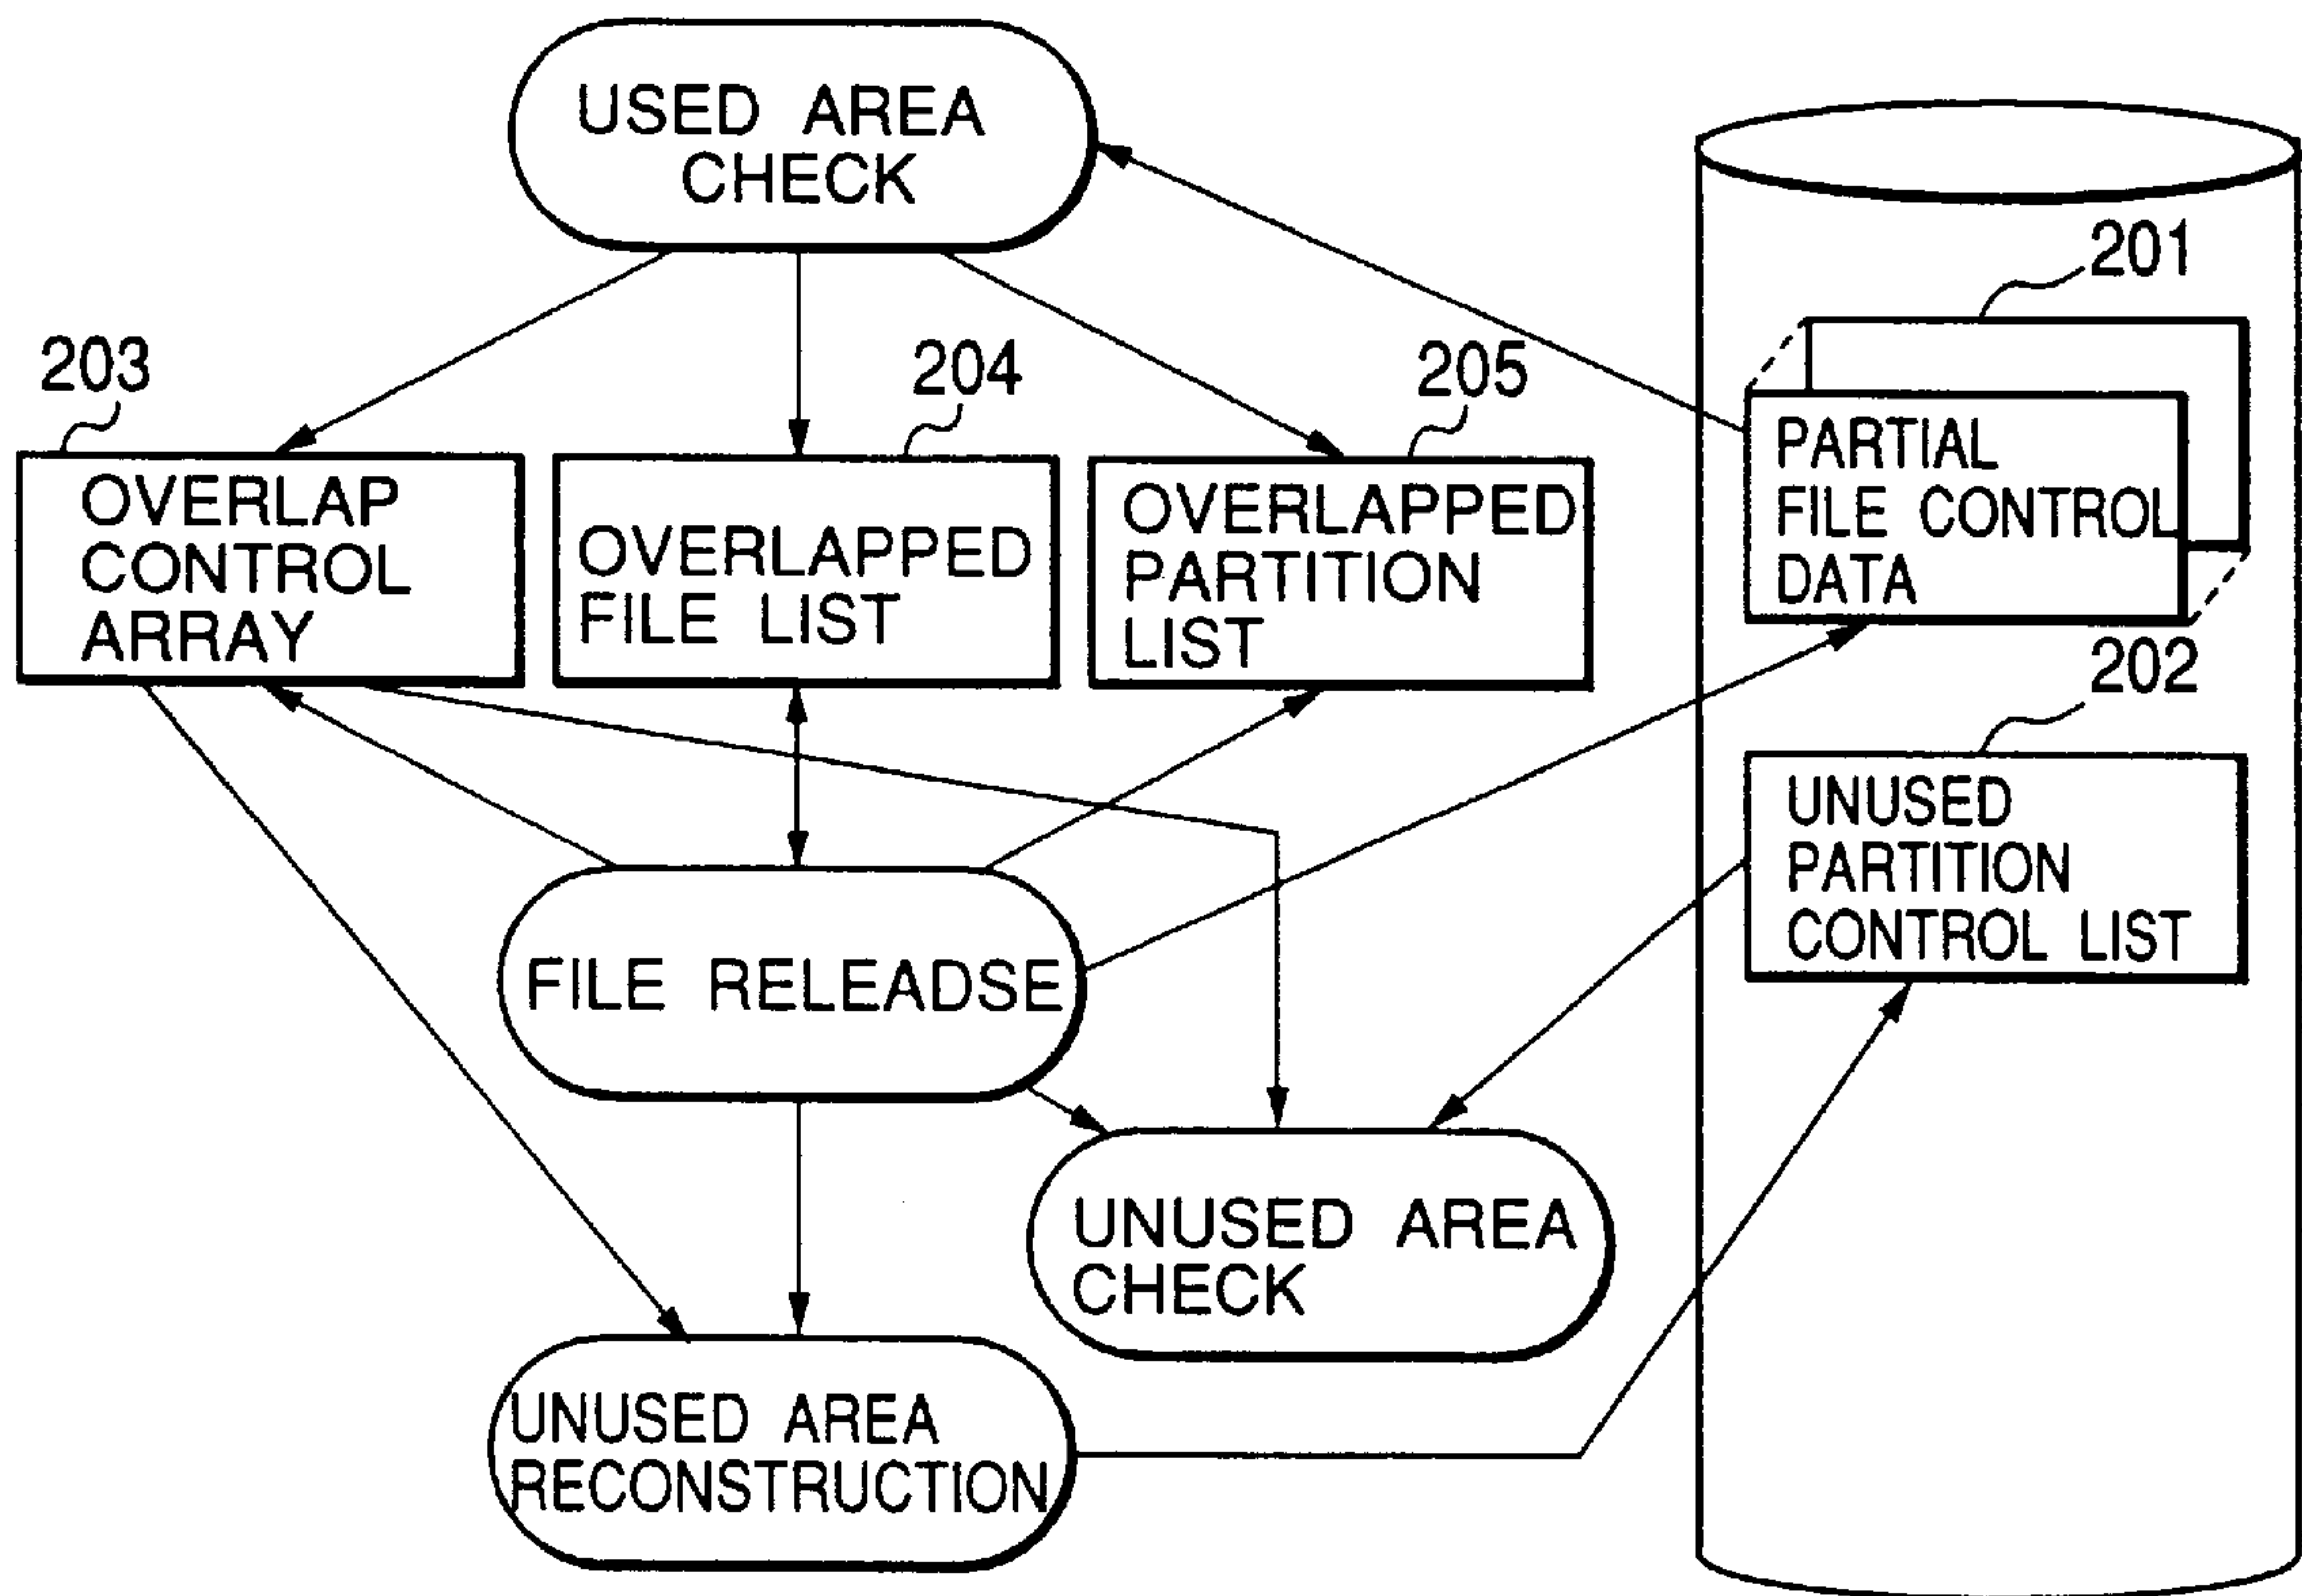 USED AREA
CHECK
201
203
204
205
OVERLAP
CONTROL
ARRAY
OVERLAPPED
FILE LIST
OVERLAPPED
PARTITION
LIST
PARTIAL
FILE CONTROL
DATA
202
UNUSED
PARTITION
CONTROL LIST
FILE RELEADSE
UNUSED AREA
CHECK
UNUSED AREA
RECONSTRUCTION